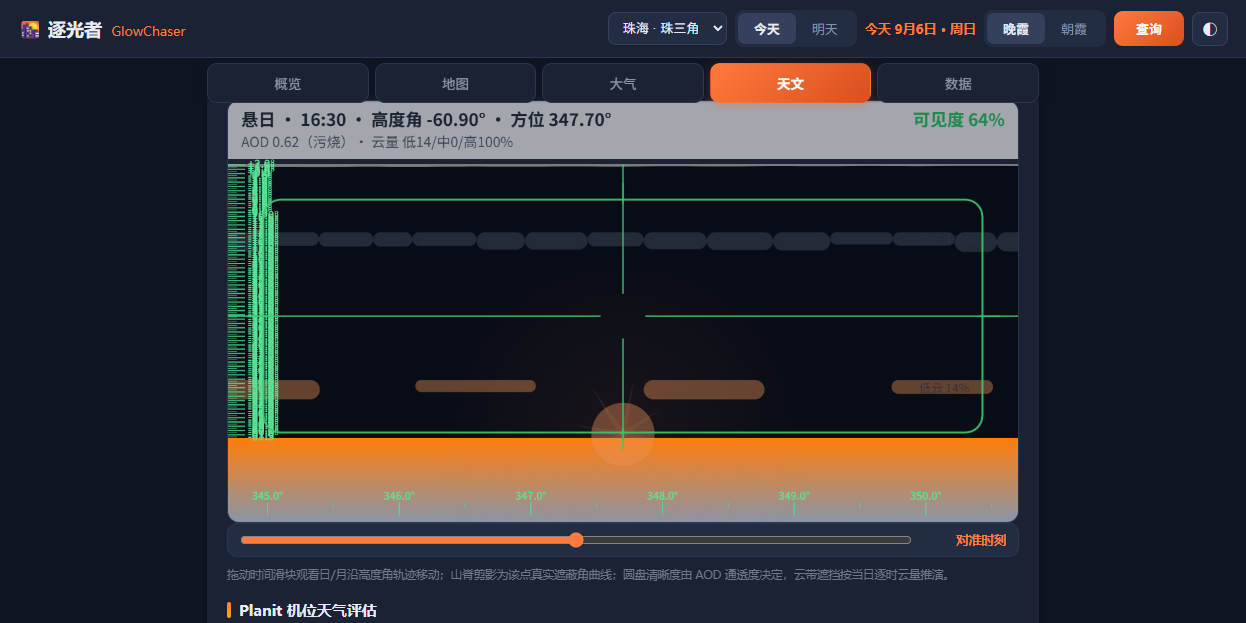 逐光者 GlowChaser
珠海 · 珠三角
今天 明天
今天 9月6日 • 周日
晚霞 朝霞
查询
概览 地图 大气 天文 数据
悬日 • 16:30 • 高度角 -60.90° • 方位 347.70°
可见度 64%
AOD 0.62（污烧） • 云量 低14/中0/高100%
低云 14%
345.0° 346.0° 347.0° 348.0° 349.0° 350.0°
对准时刻
拖动时间滑块观看日/月沿高度角轨迹移动；山脊剪影为该点真实遮蔽角曲线；圆盘清晰度由 AOD 通透度决定，云带遮挡按当日逐时云量推演。
Planit 机位天气评估